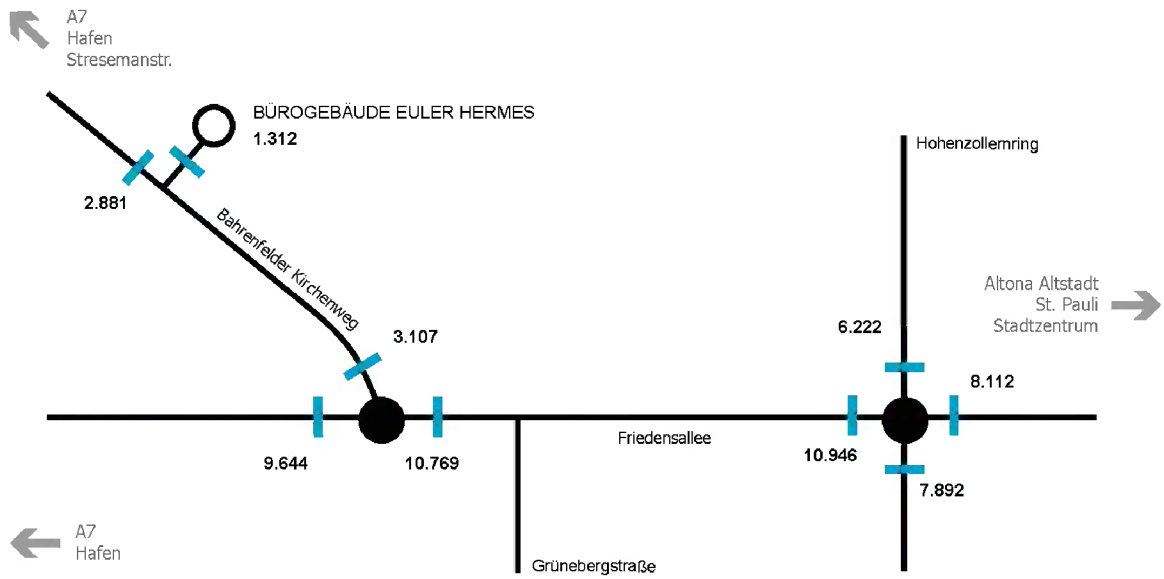 A7
Hafen
Stresemanstr.
BÜROGEBÄUDE EULER HERMES
1.312
2.881
Bahrenfelder Kirchenweg
3.107
Hohenzollernring
Altona Altstadt
St. Pauli
Stadtzentrum
6.222
8.112
9.644
10.769
Friedensallee
10.946
7.892
A7
Hafen
Grünebergstraße